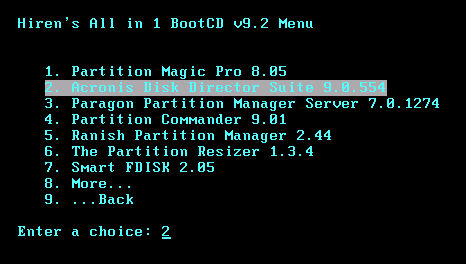 Hiren's All in 1 BootCD v9.2 Menu
1. Partition Magic Pro 8.05
2. Acronis Disk Director Suite 9.0.554
3. Paragon Partition Manager Server 7.0.1274
4. Partition Commander 9.01
5. Ranish Partition Manager 2.44
6. The Partition Resizer 1.3.4
7. Smart FDISK 2.05
8. More...
9. ...Back
Enter a choice: 2